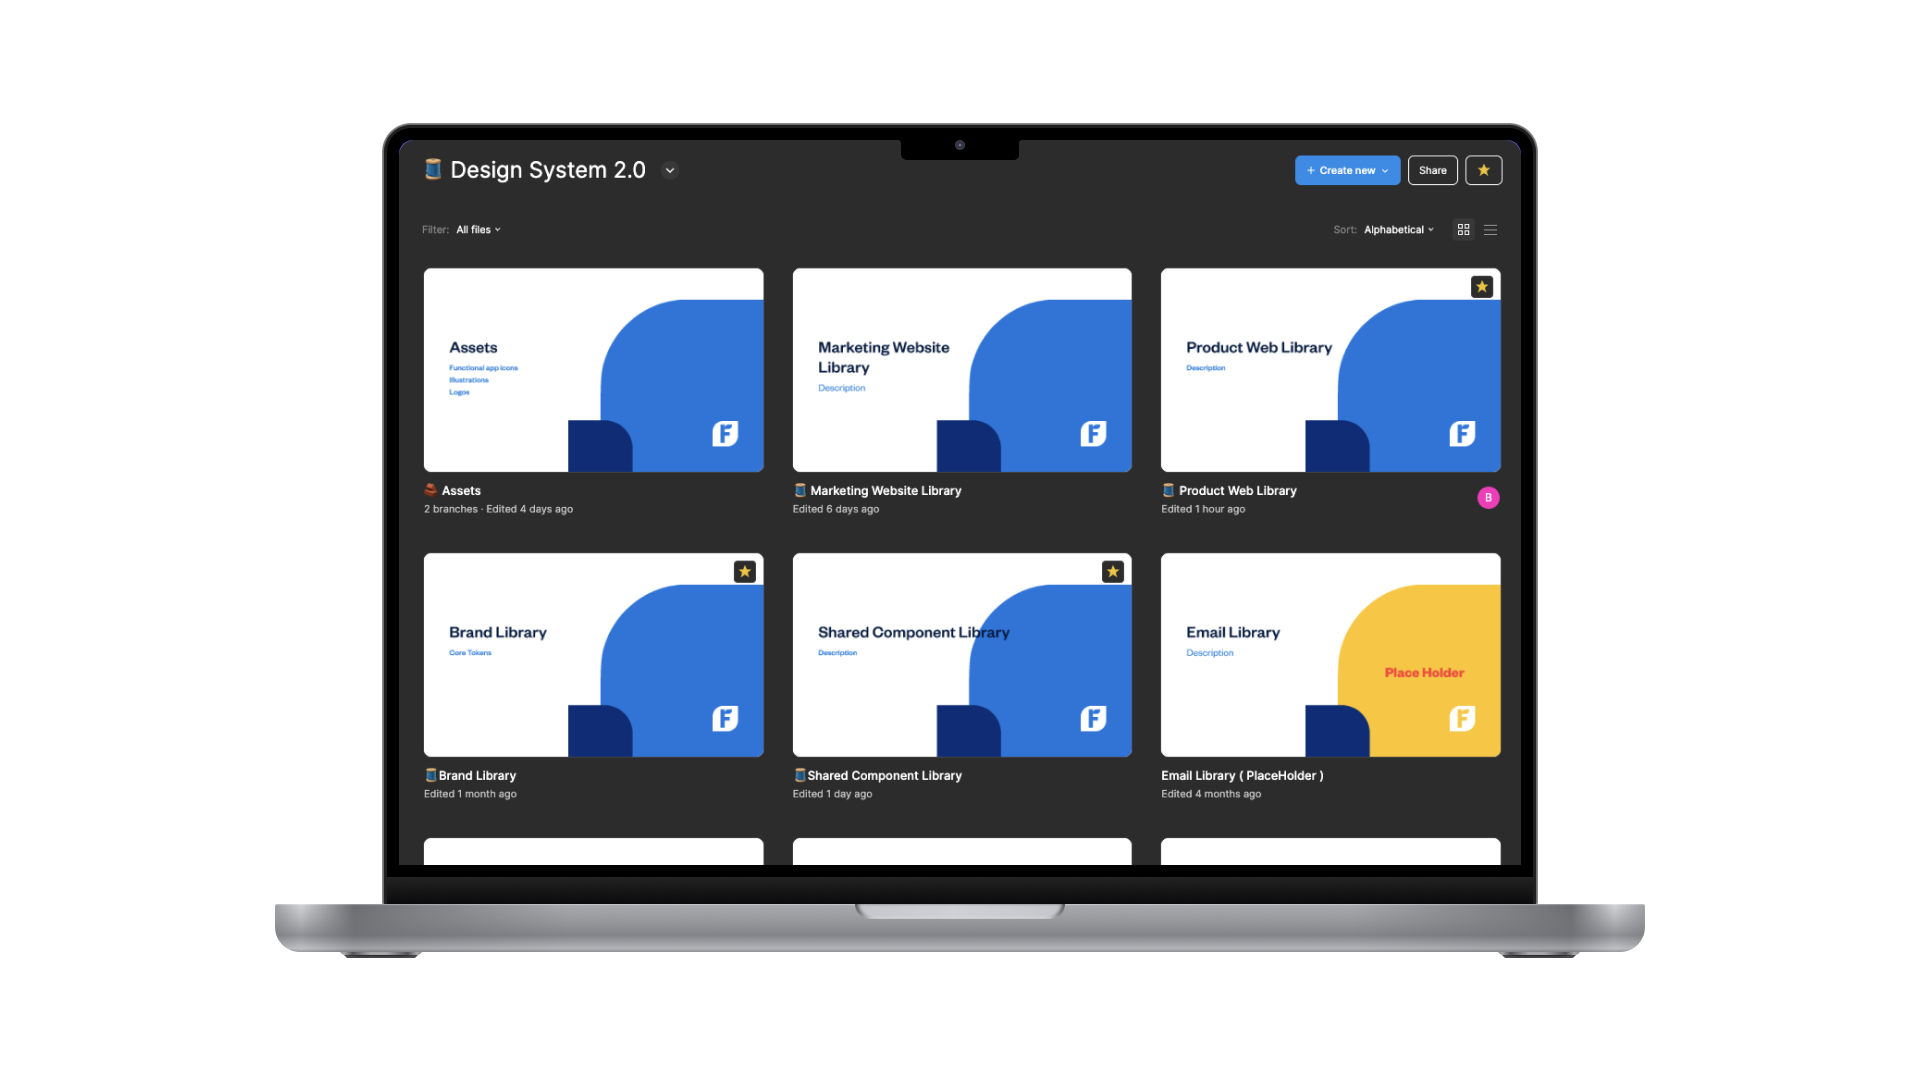 Design System 2.0
+ Create new
Share
Filter: All files
Sort: Alphabetical
Assets
Functional app icons
Illustrations
Logos
F
Assets
2 branches · Edited 4 days ago
Marketing Website
Library
Description
F
Marketing Website Library
Edited 6 days ago
Product Web Library
Description
F
Product Web Library
Edited 1 hour ago
B
Brand Library
Core Tokens
F
Brand Library
Edited 1 month ago
Shared Component Library
Description
F
Shared Component Library
Edited 1 day ago
Email Library
Description
Place Holder
F
Email Library ( PlaceHolder )
Edited 4 months ago